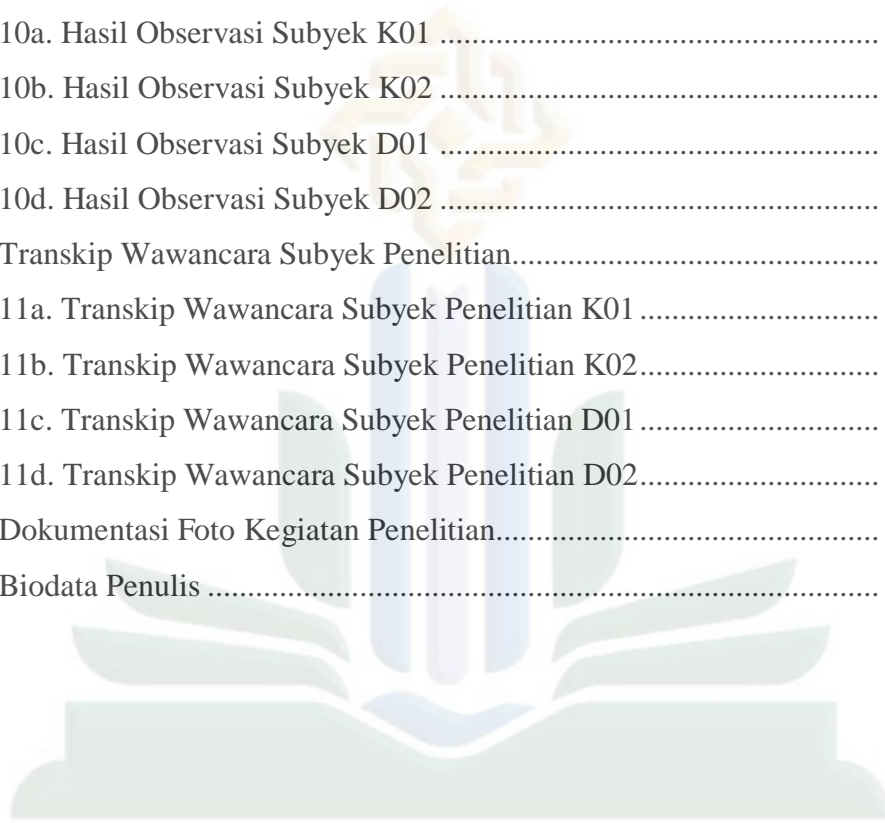 10a. Hasil Observasi Subyek K01 ............................................................
10b. Hasil Observasi Subyek K02 ............................................................
10c. Hasil Observasi Subyek D01 ............................................................
10d. Hasil Observasi Subyek D02 ............................................................
Transkip Wawancara Subyek Penelitian..................................................
11a. Transkip Wawancara Subyek Penelitian K01 ................................
11b. Transkip Wawancara Subyek Penelitian K02................................
11c. Transkip Wawancara Subyek Penelitian D01 ................................
11d. Transkip Wawancara Subyek Penelitian D02................................
Dokumentasi Foto Kegiatan Penelitian....................................................
Biodata Penulis ............................................................................................